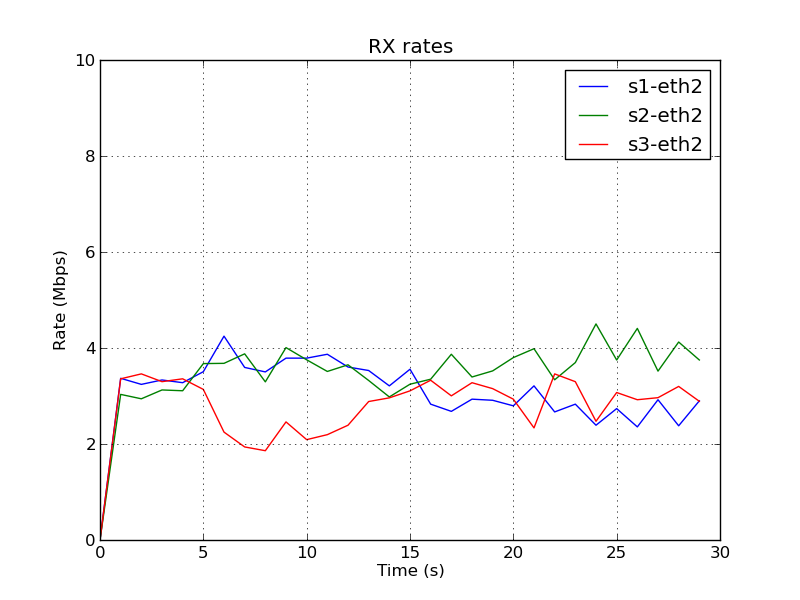 RX rates
s1-eth2
s2-eth2
s3-eth2
Rate (Mbps)
10
8
6
4
2
0
0 5 10 15 20 25 30
Time (s)